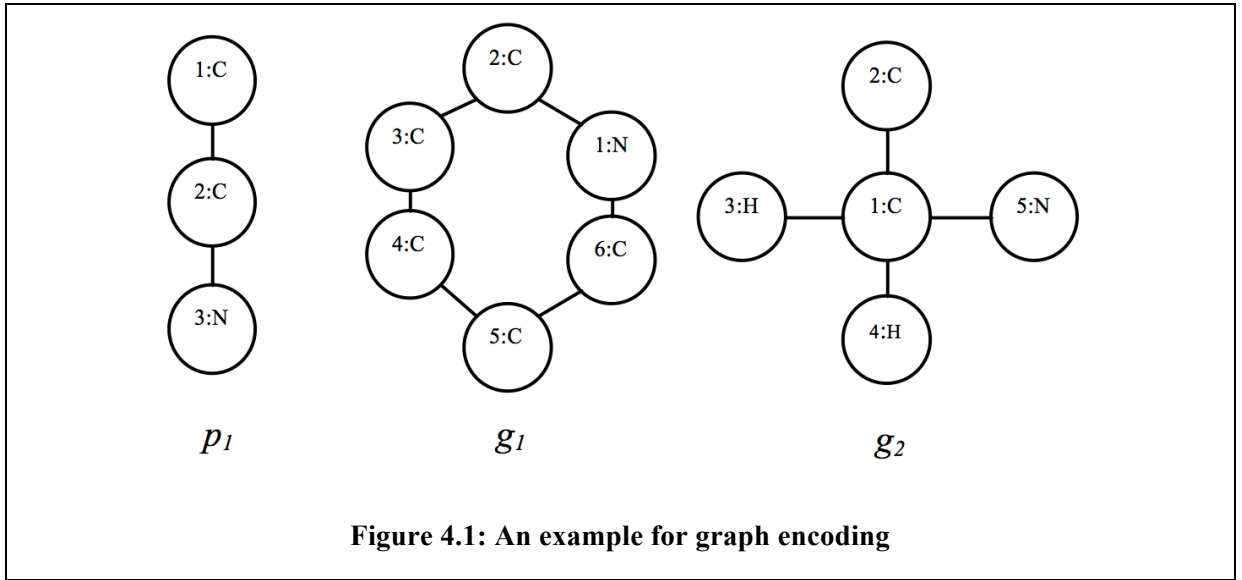 1:C
2:C
3:N
p1
2:C
3:C
1:N
4:C
6:C
5:C
g1
2:C
3:H
1:C
5:N
4:H
g2
Figure 4.1: An example for graph encoding